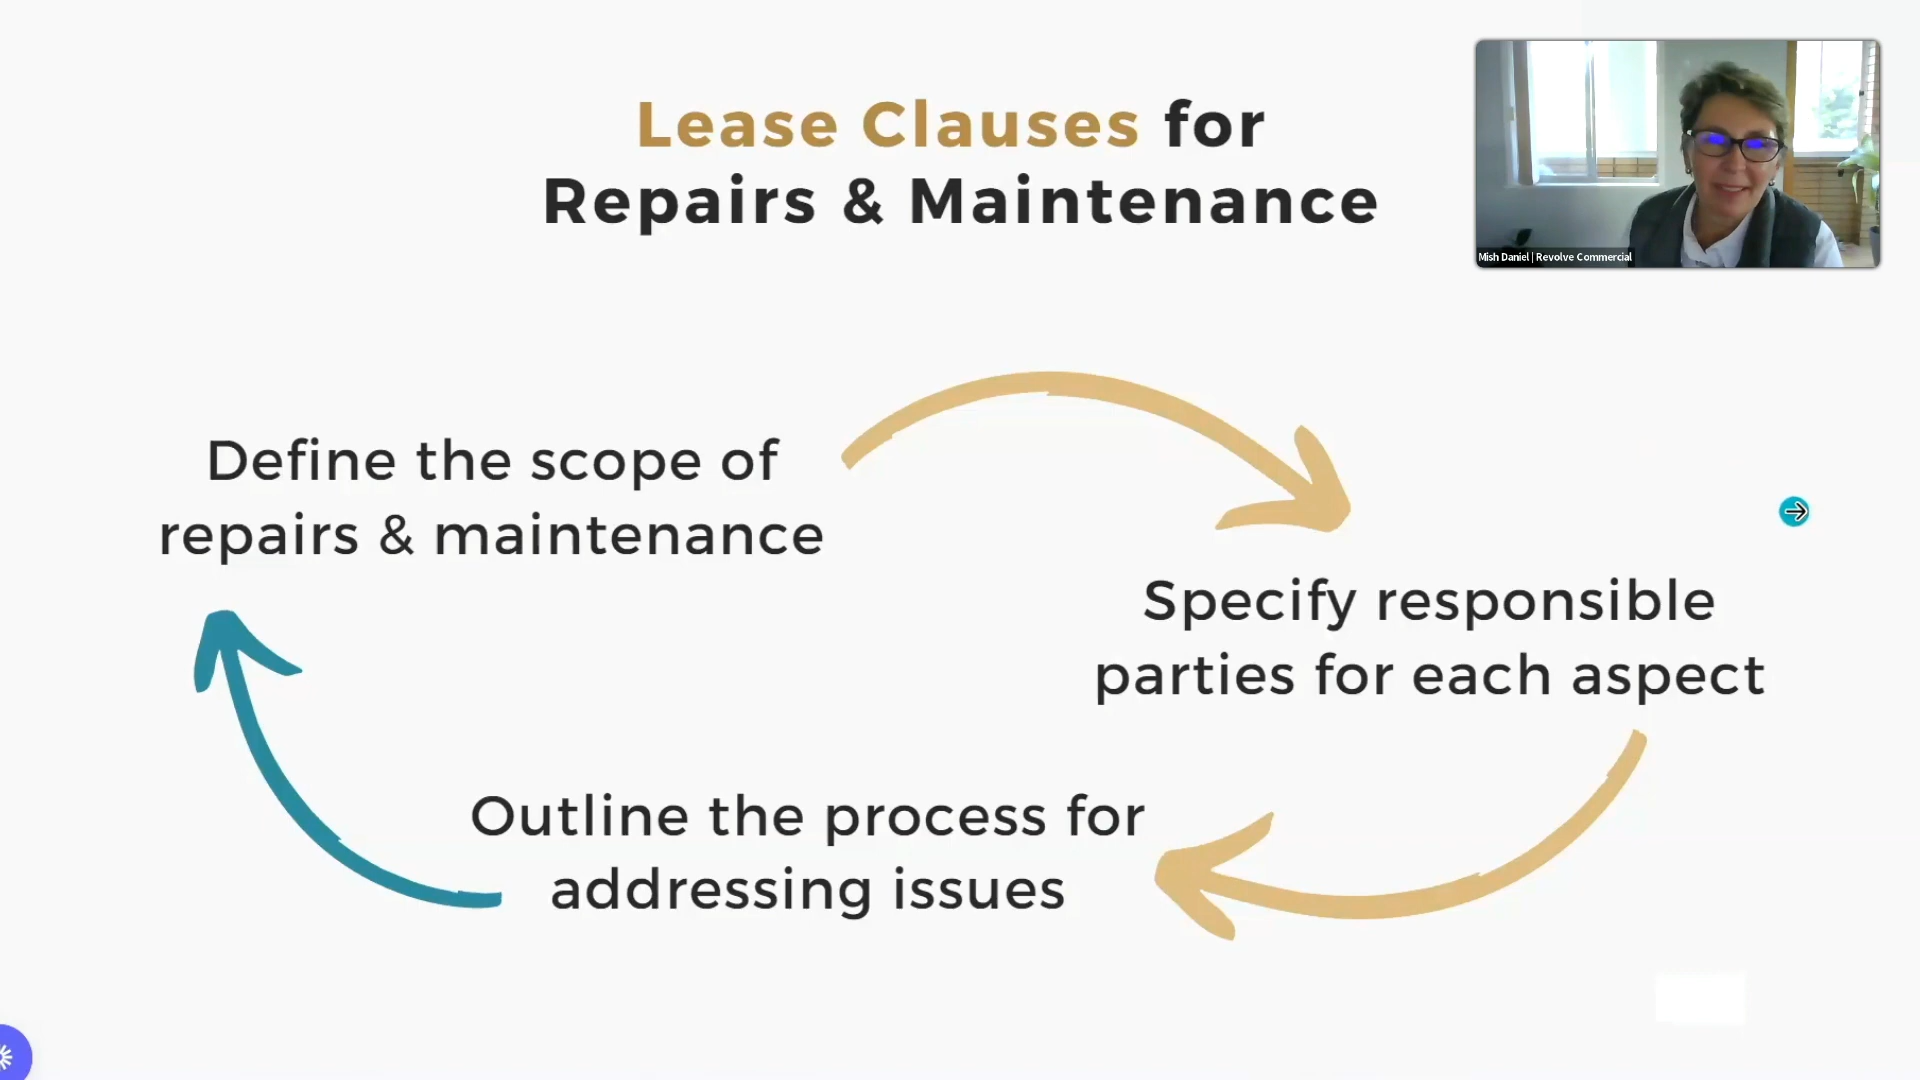 Lease Clauses for
Repairs & Maintenance
Mish Daniel | Revolve Commercial
Define the scope of
repairs & maintenance
Specify responsible
parties for each aspect
Outline the process for
addressing issues